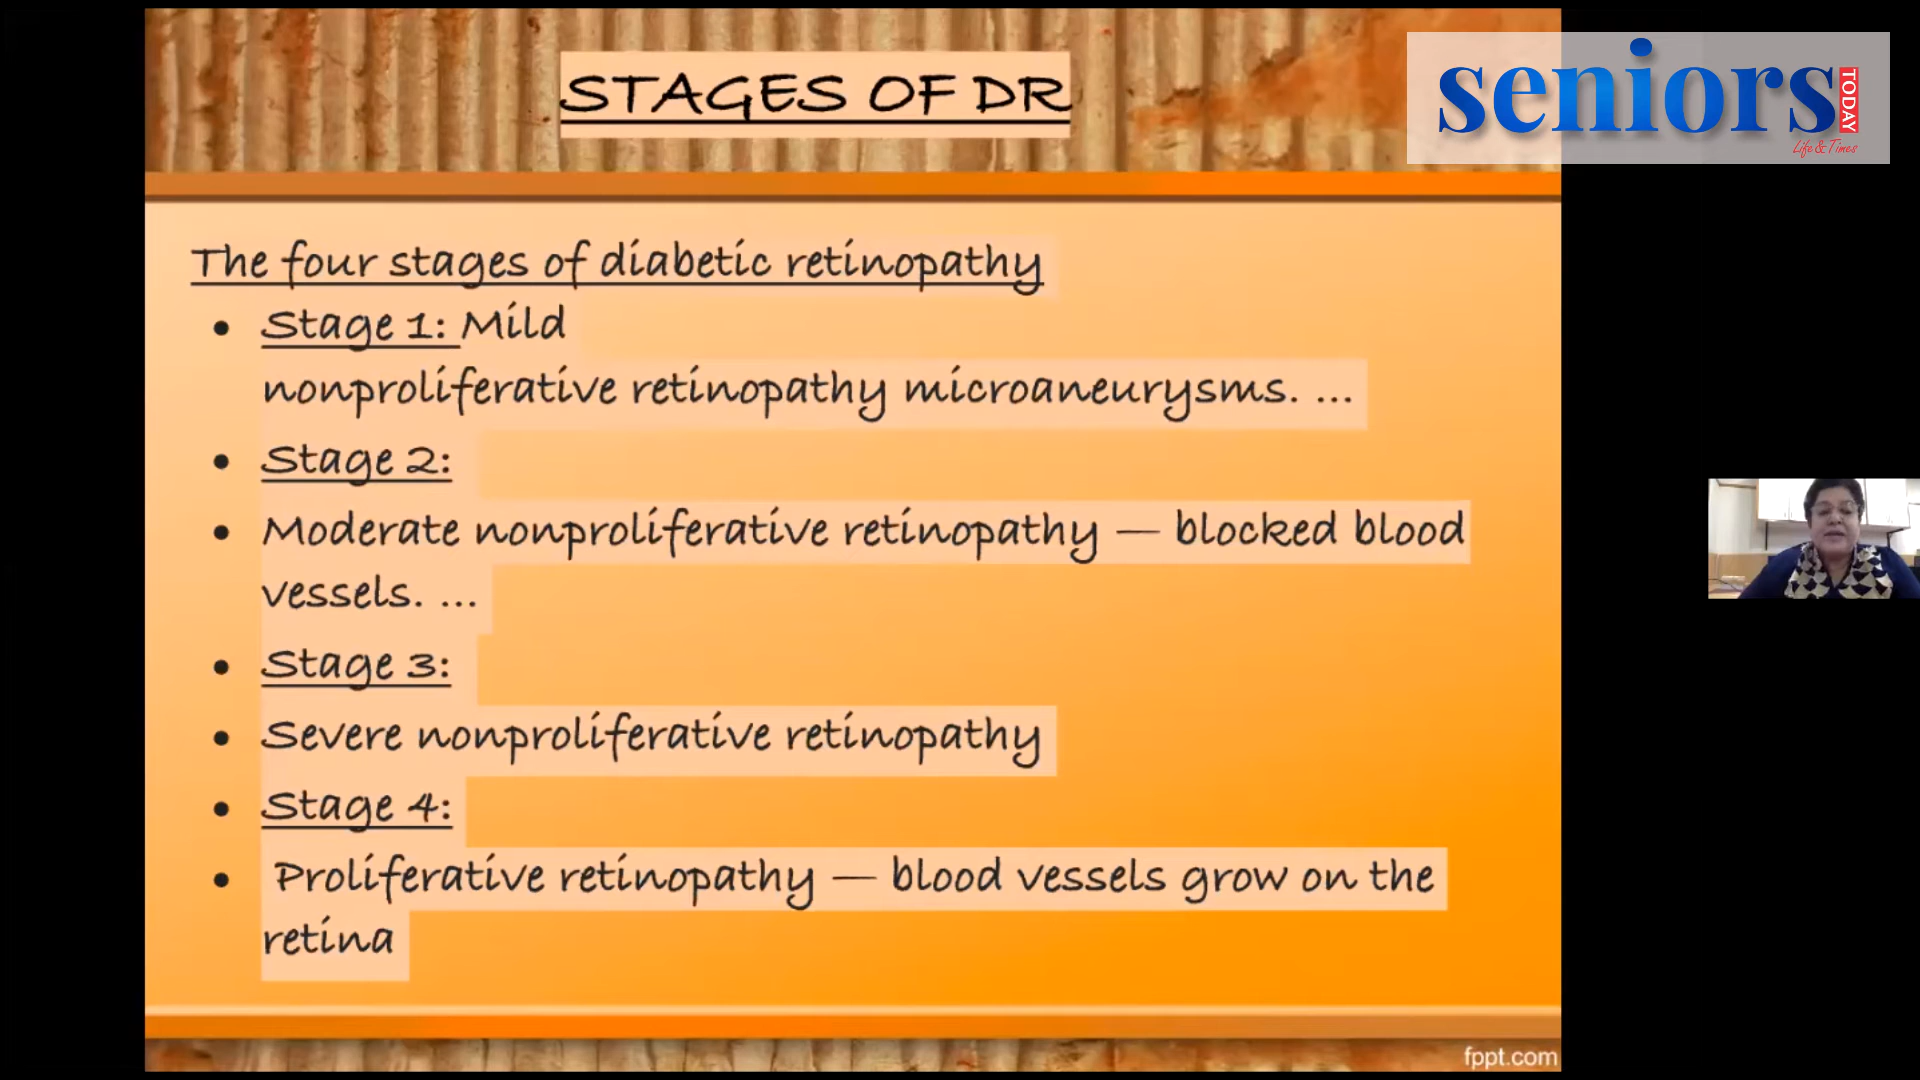 STAGES OF DR
seniors
TODAY
Life & Times
The four stages of diabetic retinopathy
• Stage 1: Mild
nonproliferative retinopathy microaneurysms. ...
• Stage 2:
• Moderate nonproliferative retinopathy — blocked blood
vessels. ...
• Stage 3:
• Severe nonproliferative retinopathy
• Stage 4:
• Proliferative retinopathy — blood vessels grow on the
retina
fppt.com